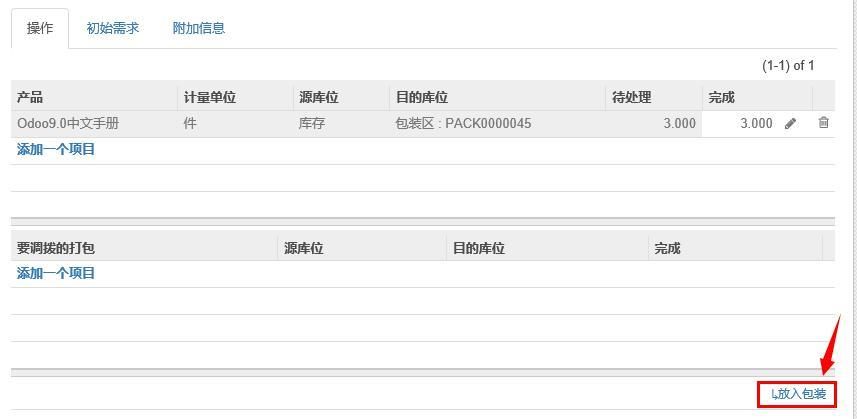 操作 初始需求 附加信息
(1-1) of 1
产品 计量单位 源库位 目的库位 待处理 完成
Odoo9.0中文手册 件 库存 包装区 : PACK0000045 3.000 3.000
添加一个项目
要调拨的打包 源库位 目的库位 完成
添加一个项目
↳放入包装